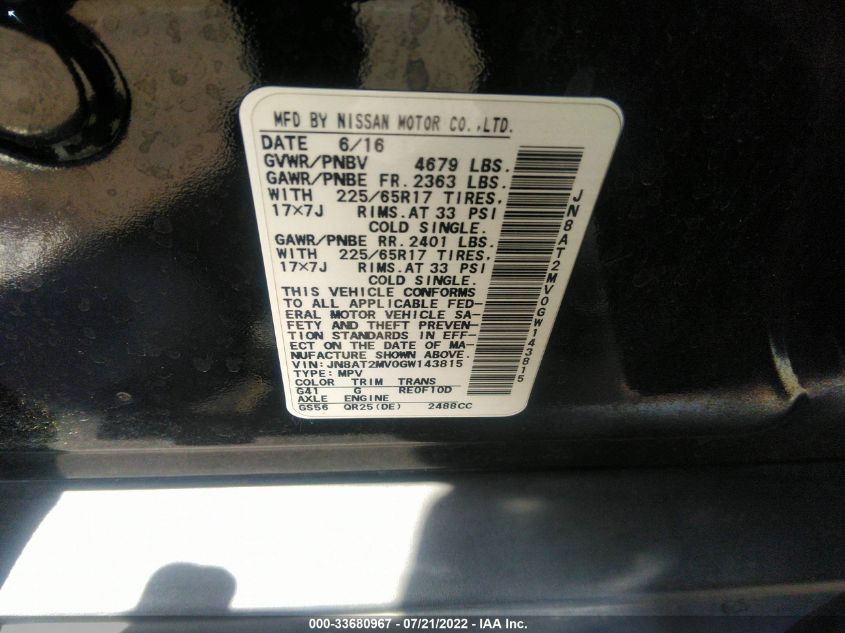 MFD BY NISSAN MOTOR CO.,LTD.
DATE 6/16
GVWR/PNBV 4679 LBS.
GAWR/PNBE FR. 2363 LBS.
WITH 225/65R17 TIRES,
17×7J RIMS.AT 33 PSI
COLD SINGLE.
GAWR/PNBE RR. 2401 LBS.
WITH 225/65R17 TIRES,
17×7J RIMS.AT 33 PSI
COLD SINGLE.
THIS VEHICLE CONFORMS
TO ALL APPLICABLE FED-
ERAL MOTOR VEHICLE SA-
FETY AND THEFT PREVEN-
TION STANDARDS IN EFF-
ECT ON THE DATE OF MA-
NUFACTURE SHOWN ABOVE.
VIN: JN8AT2MV0GW143815
TYPE: MPV
COLOR TRIM TRANS
G41 G RE0F10D
AXLE ENGINE
GS56 QR25(DE) 2488CC
JN8AT2MV0GW143815
000-33680967 - 07/21/2022 - IAA Inc.